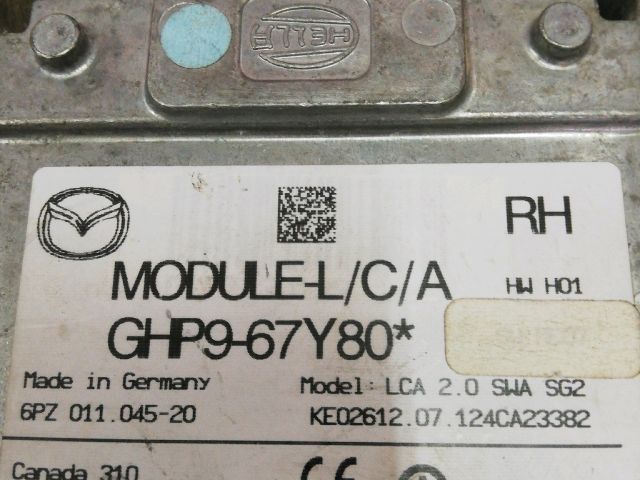 HELLA
RH
MODULE-L/C/A HW H01
GHP9-67Y80*
Made in Germany Model: LCA 2.0 SWA SG2
6PZ 011.045-20 KE02612.07.124CA23382
Canada 310 CE